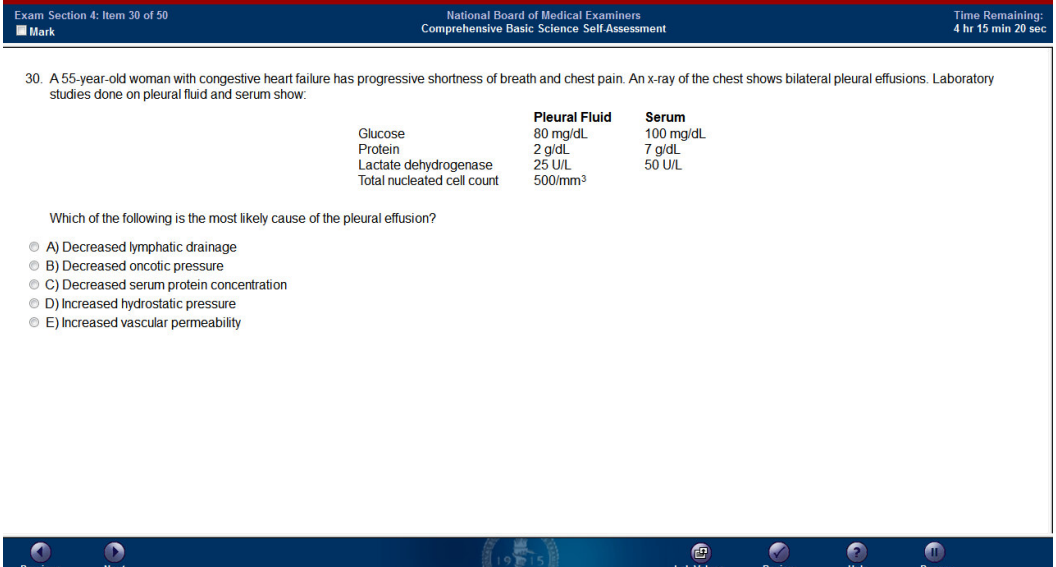 Exam Section 4: Item 30 of 50
National Board of Medical Examiners
Time Remaining:
Mark
Comprehensive Basic Science Self-Assessment
4 hr 15 min 20 sec
30. A 55-year-old woman with congestive heart failure has progressive shortness of breath and chest pain. An x-ray of the chest shows bilateral pleural effusions. Laboratory
studies done on pleural fluid and serum show:
Pleural Fluid Serum
Glucose 80 mg/dL 100 mg/dL
Protein 2 g/dL 7 g/dL
Lactate dehydrogenase 25 U/L 50 U/L
Total nucleated cell count 500/mm³
Which of the following is the most likely cause of the pleural effusion?
A) Decreased lymphatic drainage
B) Decreased oncotic pressure
C) Decreased serum protein concentration
D) Increased hydrostatic pressure
E) Increased vascular permeability
1915